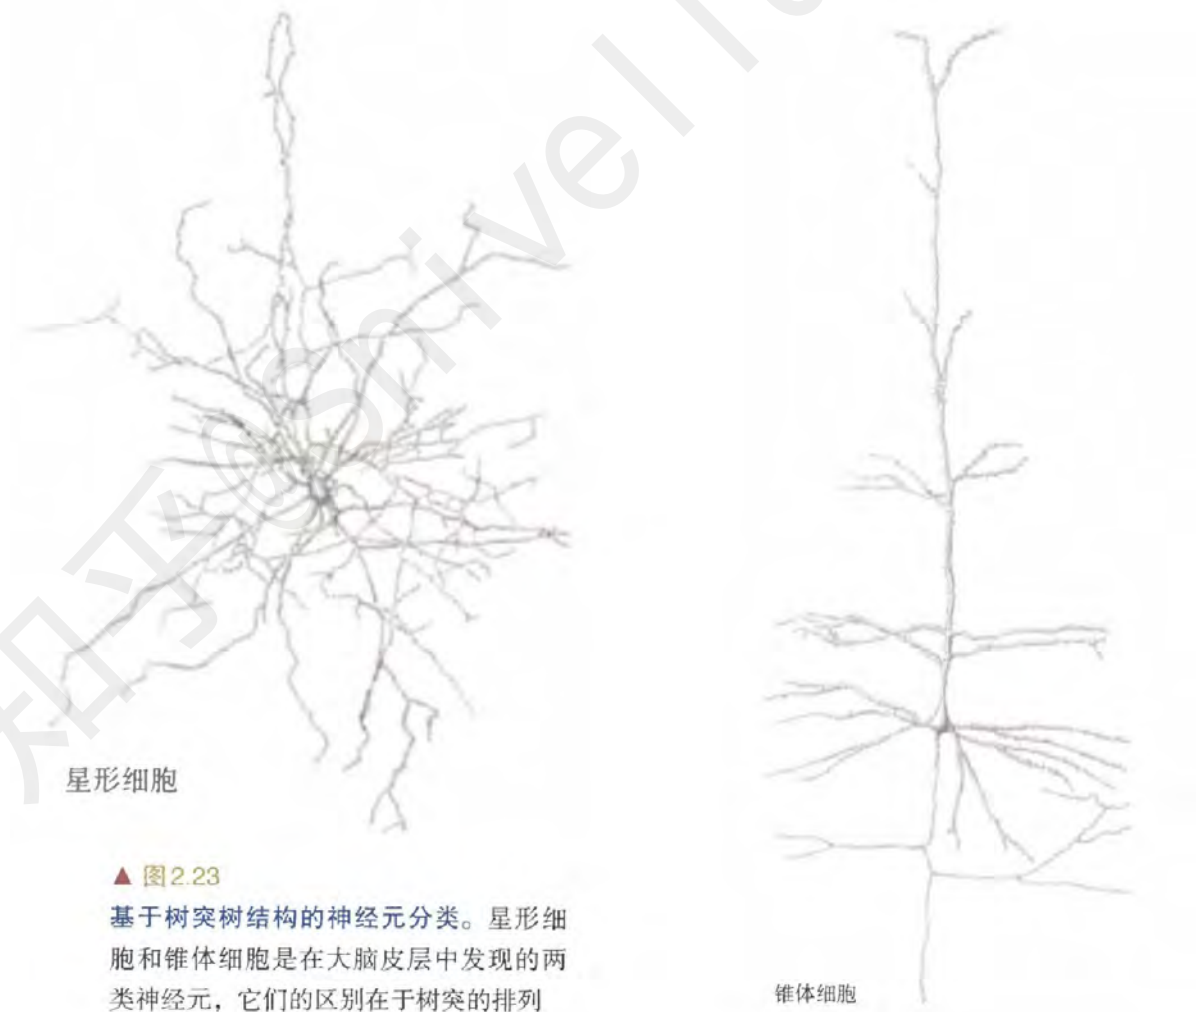 知乎 @Snivel
星形细胞
▲ 图2.23
基于树突树结构的神经元分类。星形细
胞和锥体细胞是在大脑皮层中发现的两
类神经元，它们的区别在于树突的排列
锥体细胞